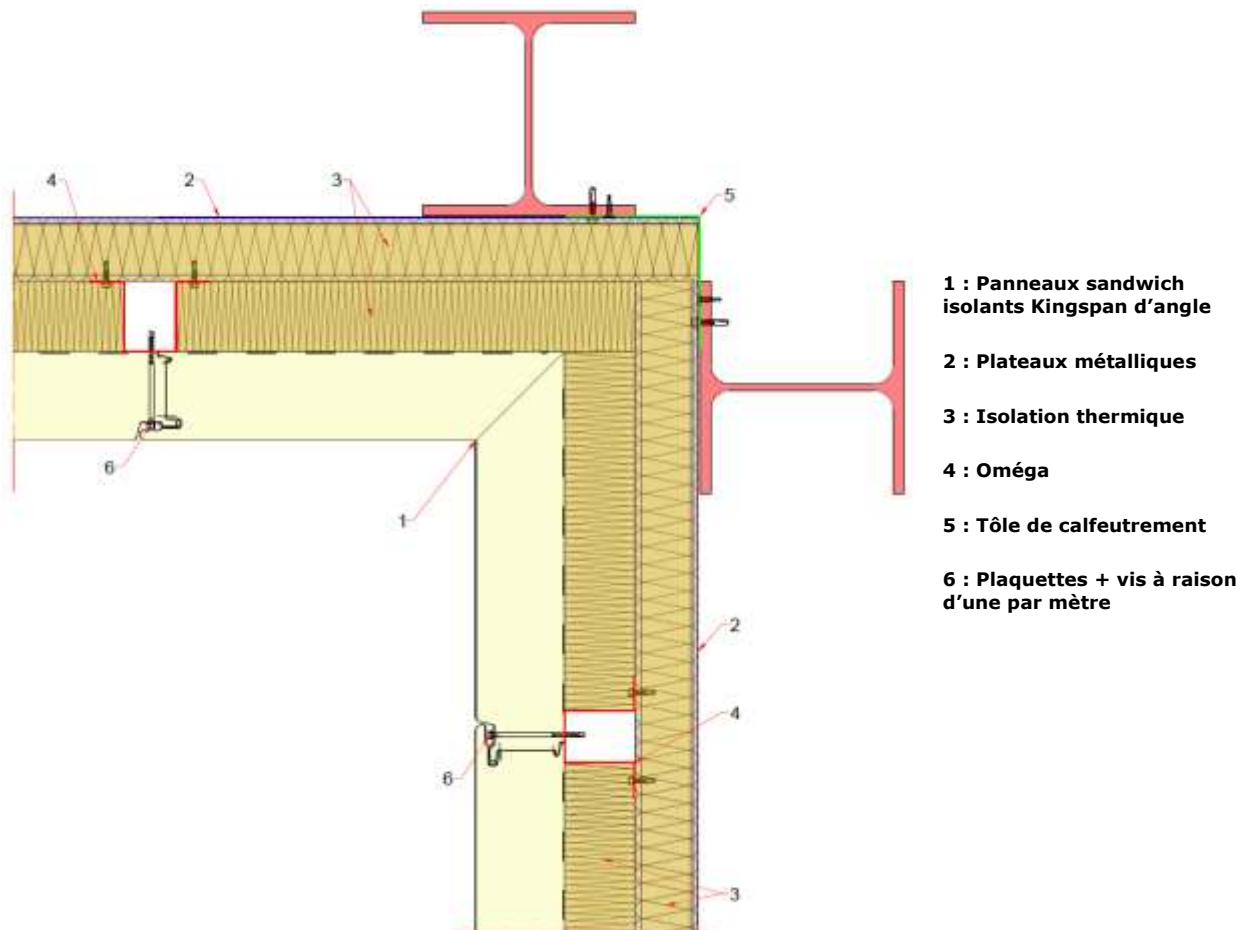 4
2
3
5
6
1
1 : Panneaux sandwich
isolants Kingspan d'angle
2 : Plateaux métalliques
3 : Isolation thermique
4 : Oméga
5 : Tôle de calfeutrement
6 : Plaquettes + vis à raison
d'une par mètre
2
4
6
3